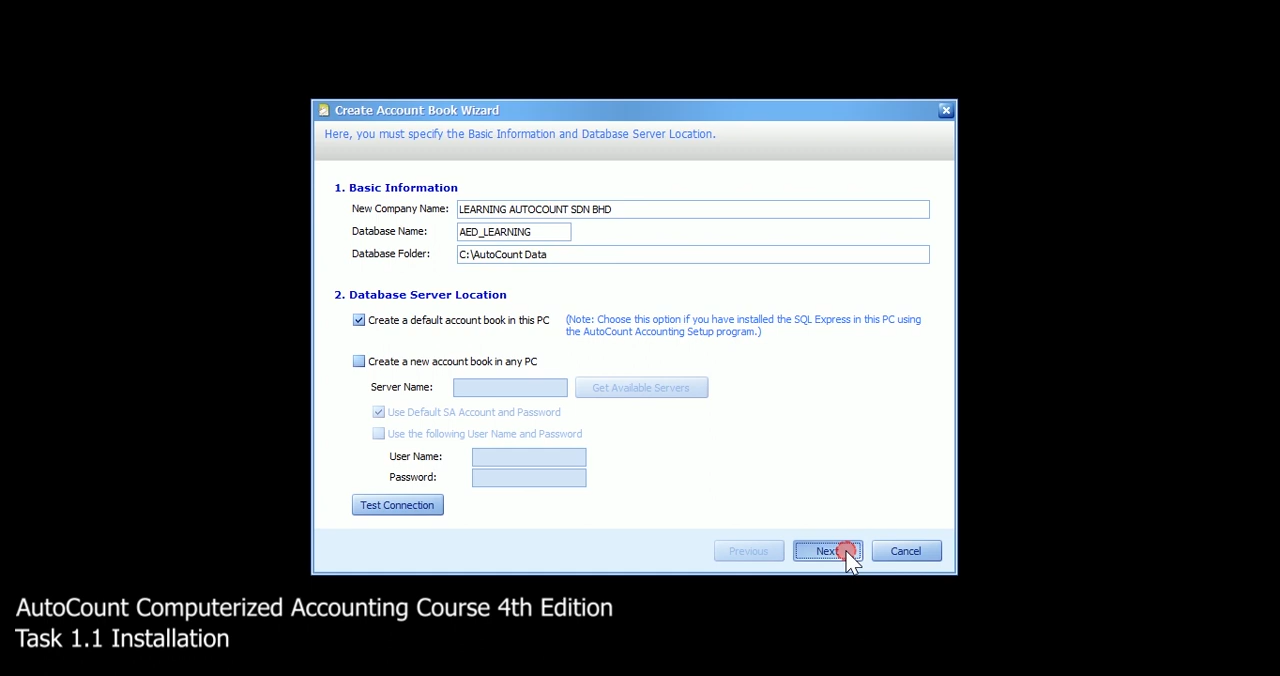 Create Account Book Wizard
Here, you must specify the Basic Information and Database Server Location.
1. Basic Information
New Company Name: LEARNING AUTOCOUNT SDN BHD
Database Name: AED_LEARNING
Database Folder: C:\AutoCount Data
2. Database Server Location
Create a default account book in this PC (Note: Choose this option if you have installed the SQL Express in this PC using
the AutoCount Accounting Setup program.)
Create a new account book in any PC
Server Name: Get Available Servers
Use Default SA Account and Password
Use the following User Name and Password
User Name:
Password:
Test Connection
Previous Next Cancel
AutoCount Computerized Accounting Course 4th Edition
Task 1.1 Installation